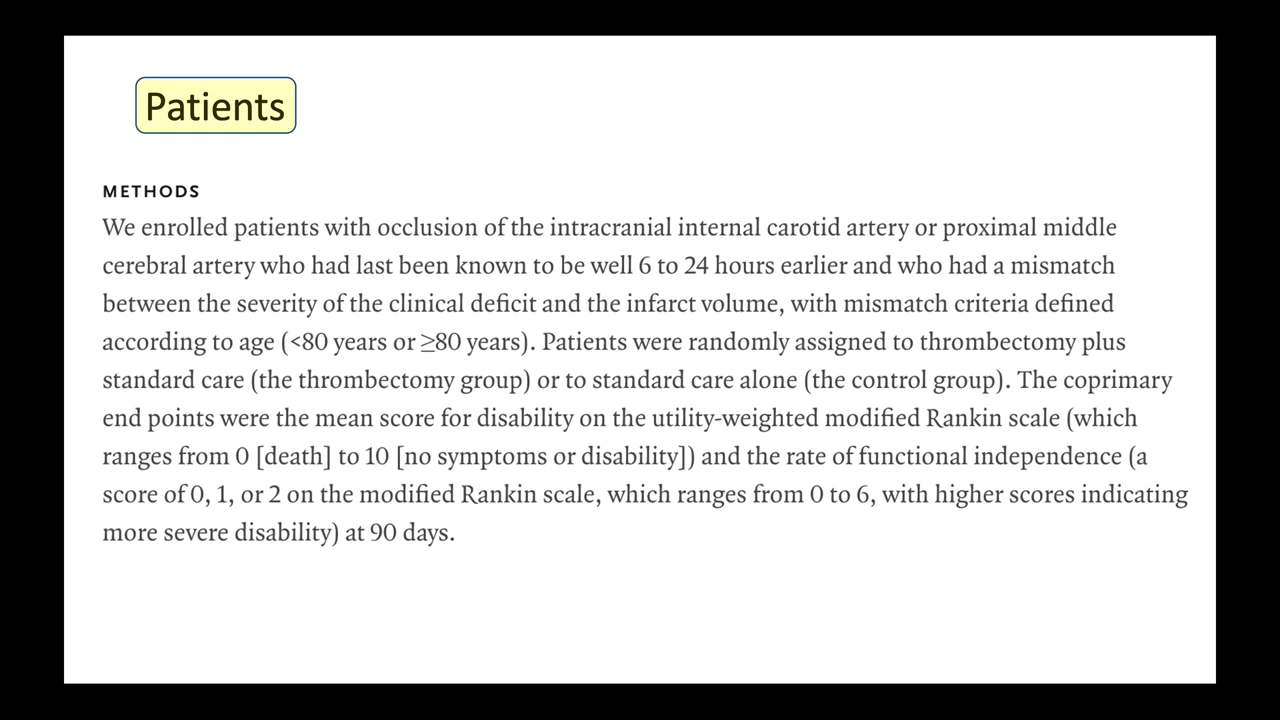 Patients
METHODS
We enrolled patients with occlusion of the intracranial internal carotid artery or proximal middle
cerebral artery who had last been known to be well 6 to 24 hours earlier and who had a mismatch
between the severity of the clinical deficit and the infarct volume, with mismatch criteria defined
according to age (<80 years or ≥80 years). Patients were randomly assigned to thrombectomy plus
standard care (the thrombectomy group) or to standard care alone (the control group). The coprimary
end points were the mean score for disability on the utility-weighted modified Rankin scale (which
ranges from 0 [death] to 10 [no symptoms or disability]) and the rate of functional independence (a
score of 0, 1, or 2 on the modified Rankin scale, which ranges from 0 to 6, with higher scores indicating
more severe disability) at 90 days.